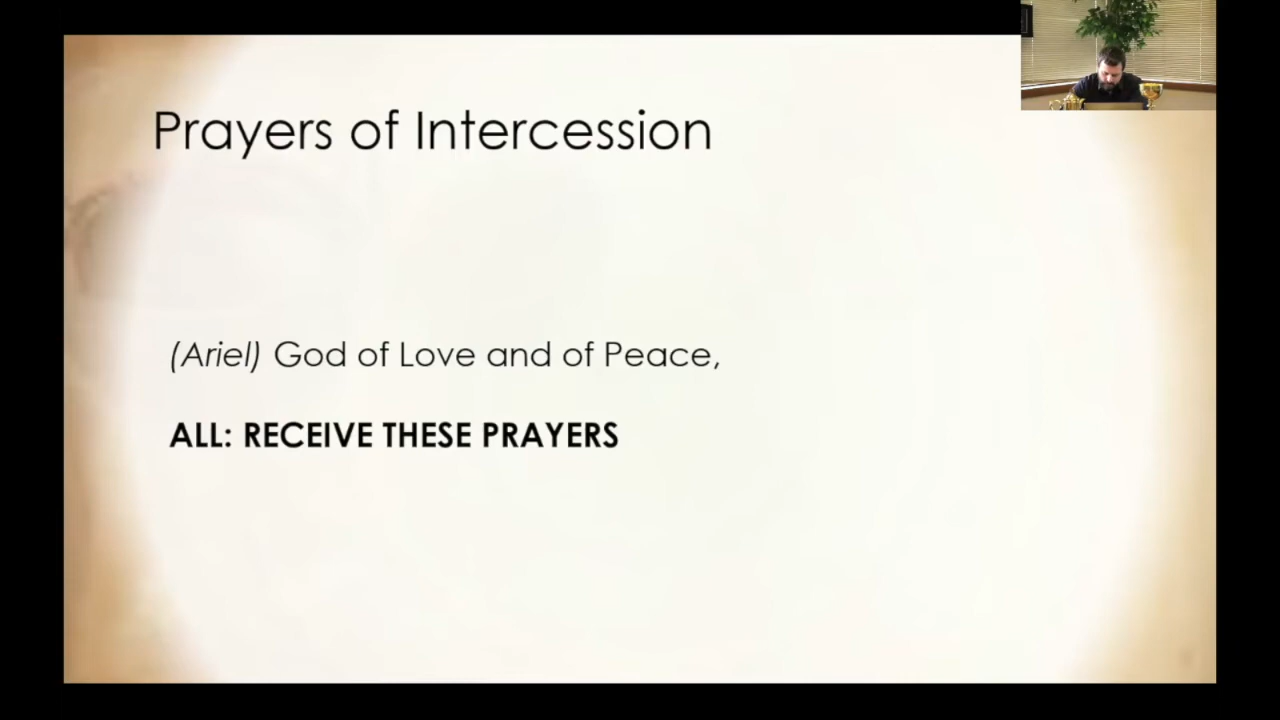 Prayers of Intercession
(Ariel) God of Love and of Peace,
ALL: RECEIVE THESE PRAYERS